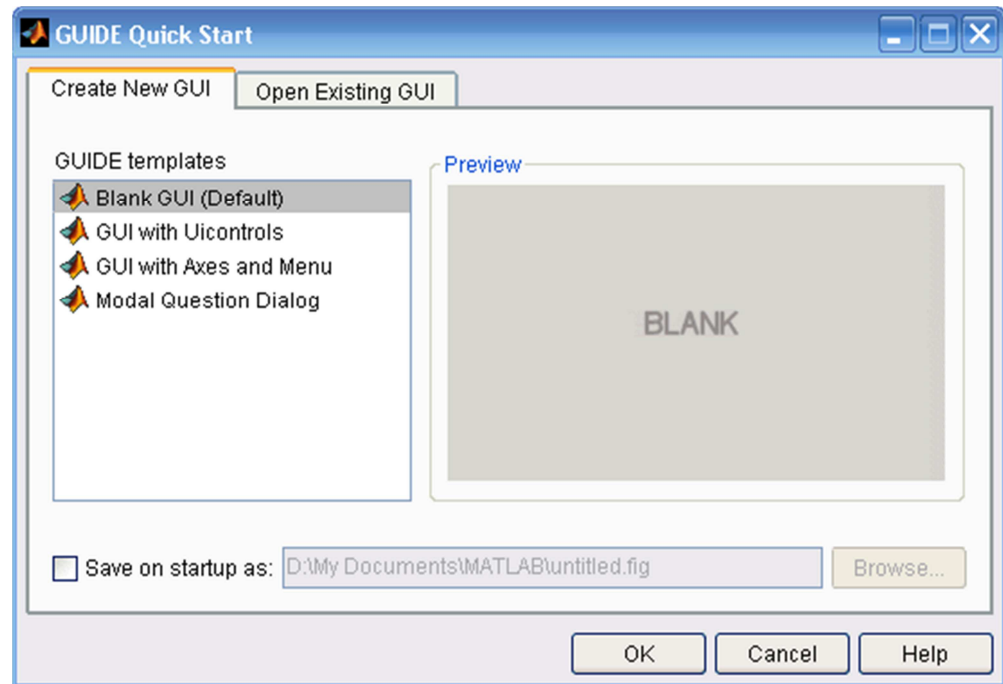 GUIDE Quick Start
Create New GUI
Open Existing GUI
GUIDE templates
Blank GUI (Default)
GUI with Uicontrols
GUI with Axes and Menu
Modal Question Dialog
Preview
BLANK
Save on startup as:
D:\My Documents\MATLAB\untitled.fig
Browse...
OK
Cancel
Help